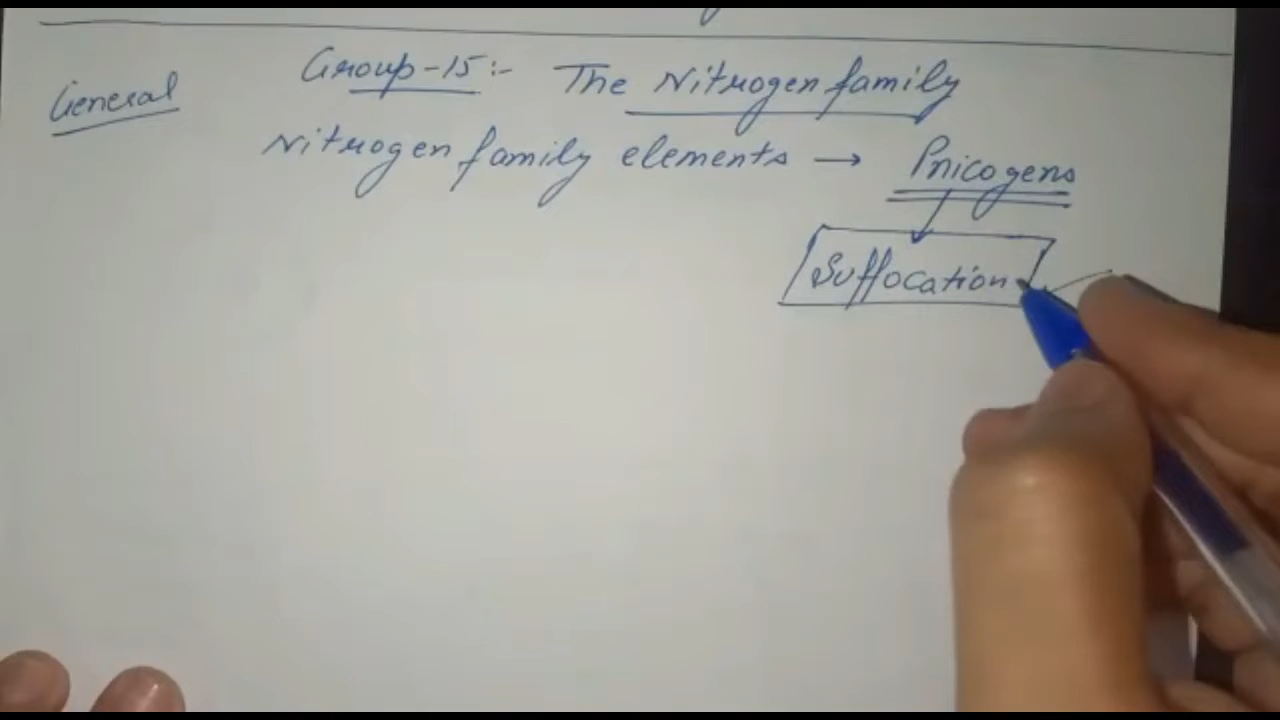 General
Group-15:- The Nitrogen family
Nitrogen family elements → Pnicogens
Suffocation